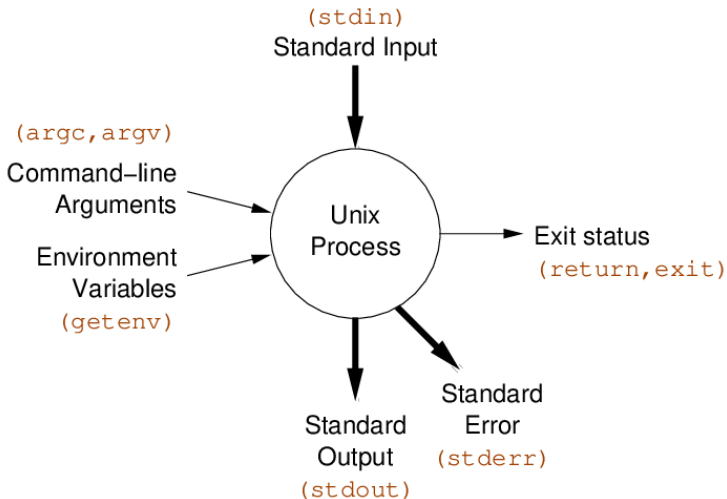 (stdin)
Standard Input
(argc,argv)
Command-line
Arguments
Environment
Variables
(getenv)
Unix
Process
Exit status
(return,exit)
Standard
Error
(stderr)
Standard
Output
(stdout)